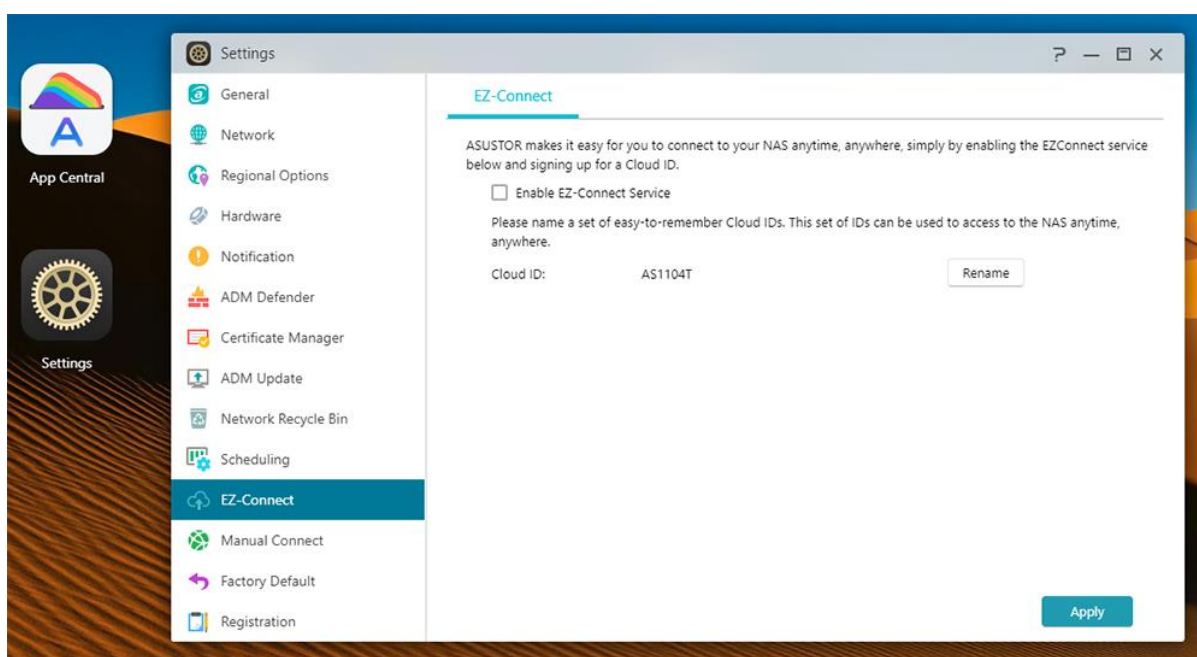 Settings
General
EZ-Connect
Network
ASUSTOR makes it easy for you to connect to your NAS anytime, anywhere, simply by enabling the EZConnect service
below and signing up for a Cloud ID.
App Central
Regional Options
Enable EZ-Connect Service
Hardware
Please name a set of easy-to-remember Cloud IDs. This set of IDs can be used to access to the NAS anytime,
anywhere.
Notification
Cloud ID: AS1104T Rename
ADM Defender
Certificate Manager
Settings
ADM Update
Network Recycle Bin
Scheduling
EZ-Connect
Manual Connect
Factory Default
Registration
Apply